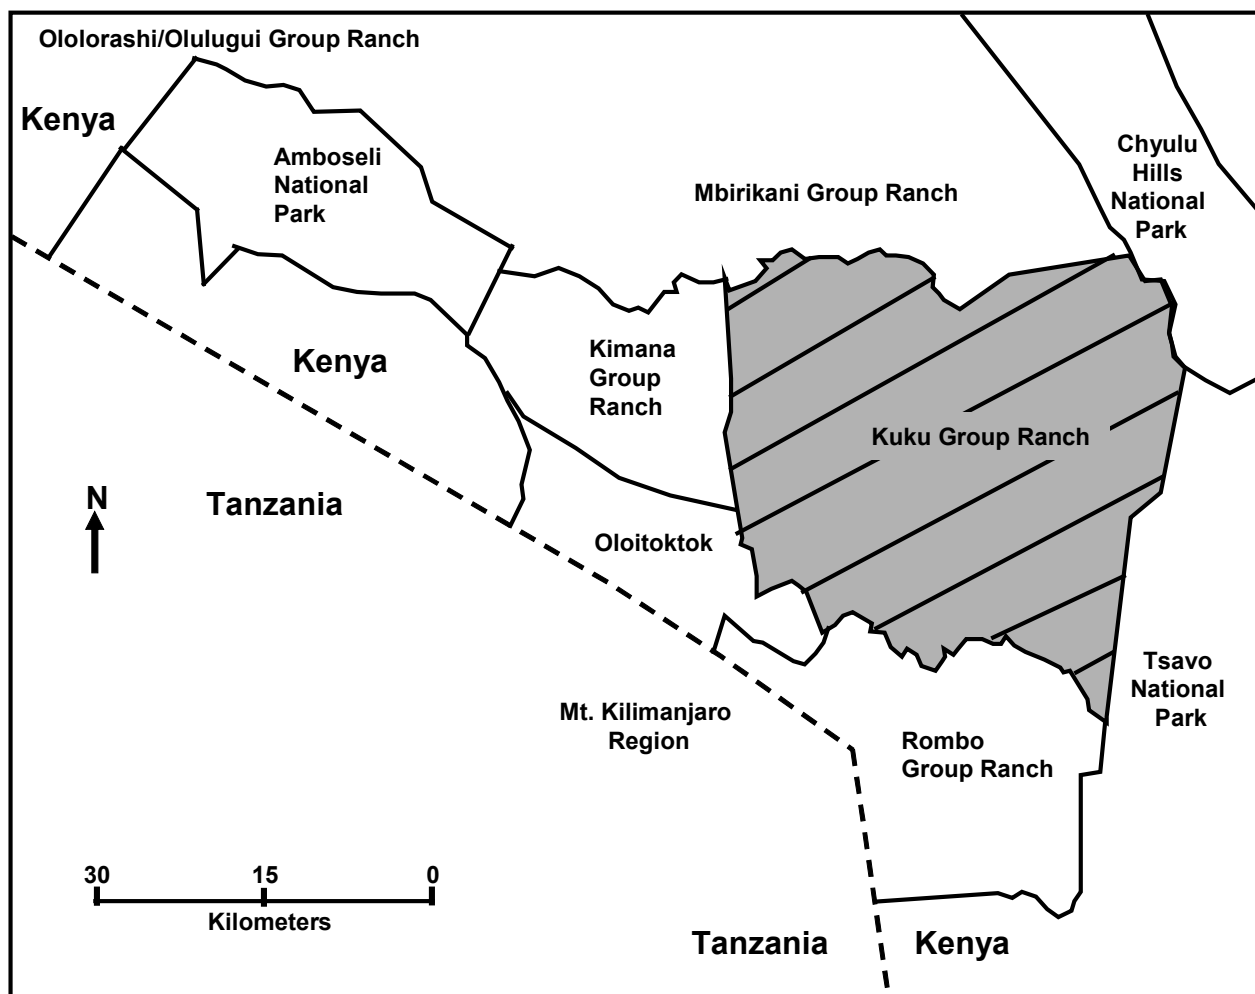 Ololorashi/Olulugui Group Ranch
Kenya
Amboseli
National
Park
Chyulu
Hills
National
Park
Mbirikani Group Ranch
Kenya
Kimana
Group
Ranch
Kuku Group Ranch
N
Tanzania
Oloitoktok
Tsavo
National
Park
Mt. Kilimanjaro
Region
Rombo
Group Ranch
30 15 0
Kilometers
Tanzania
Kenya